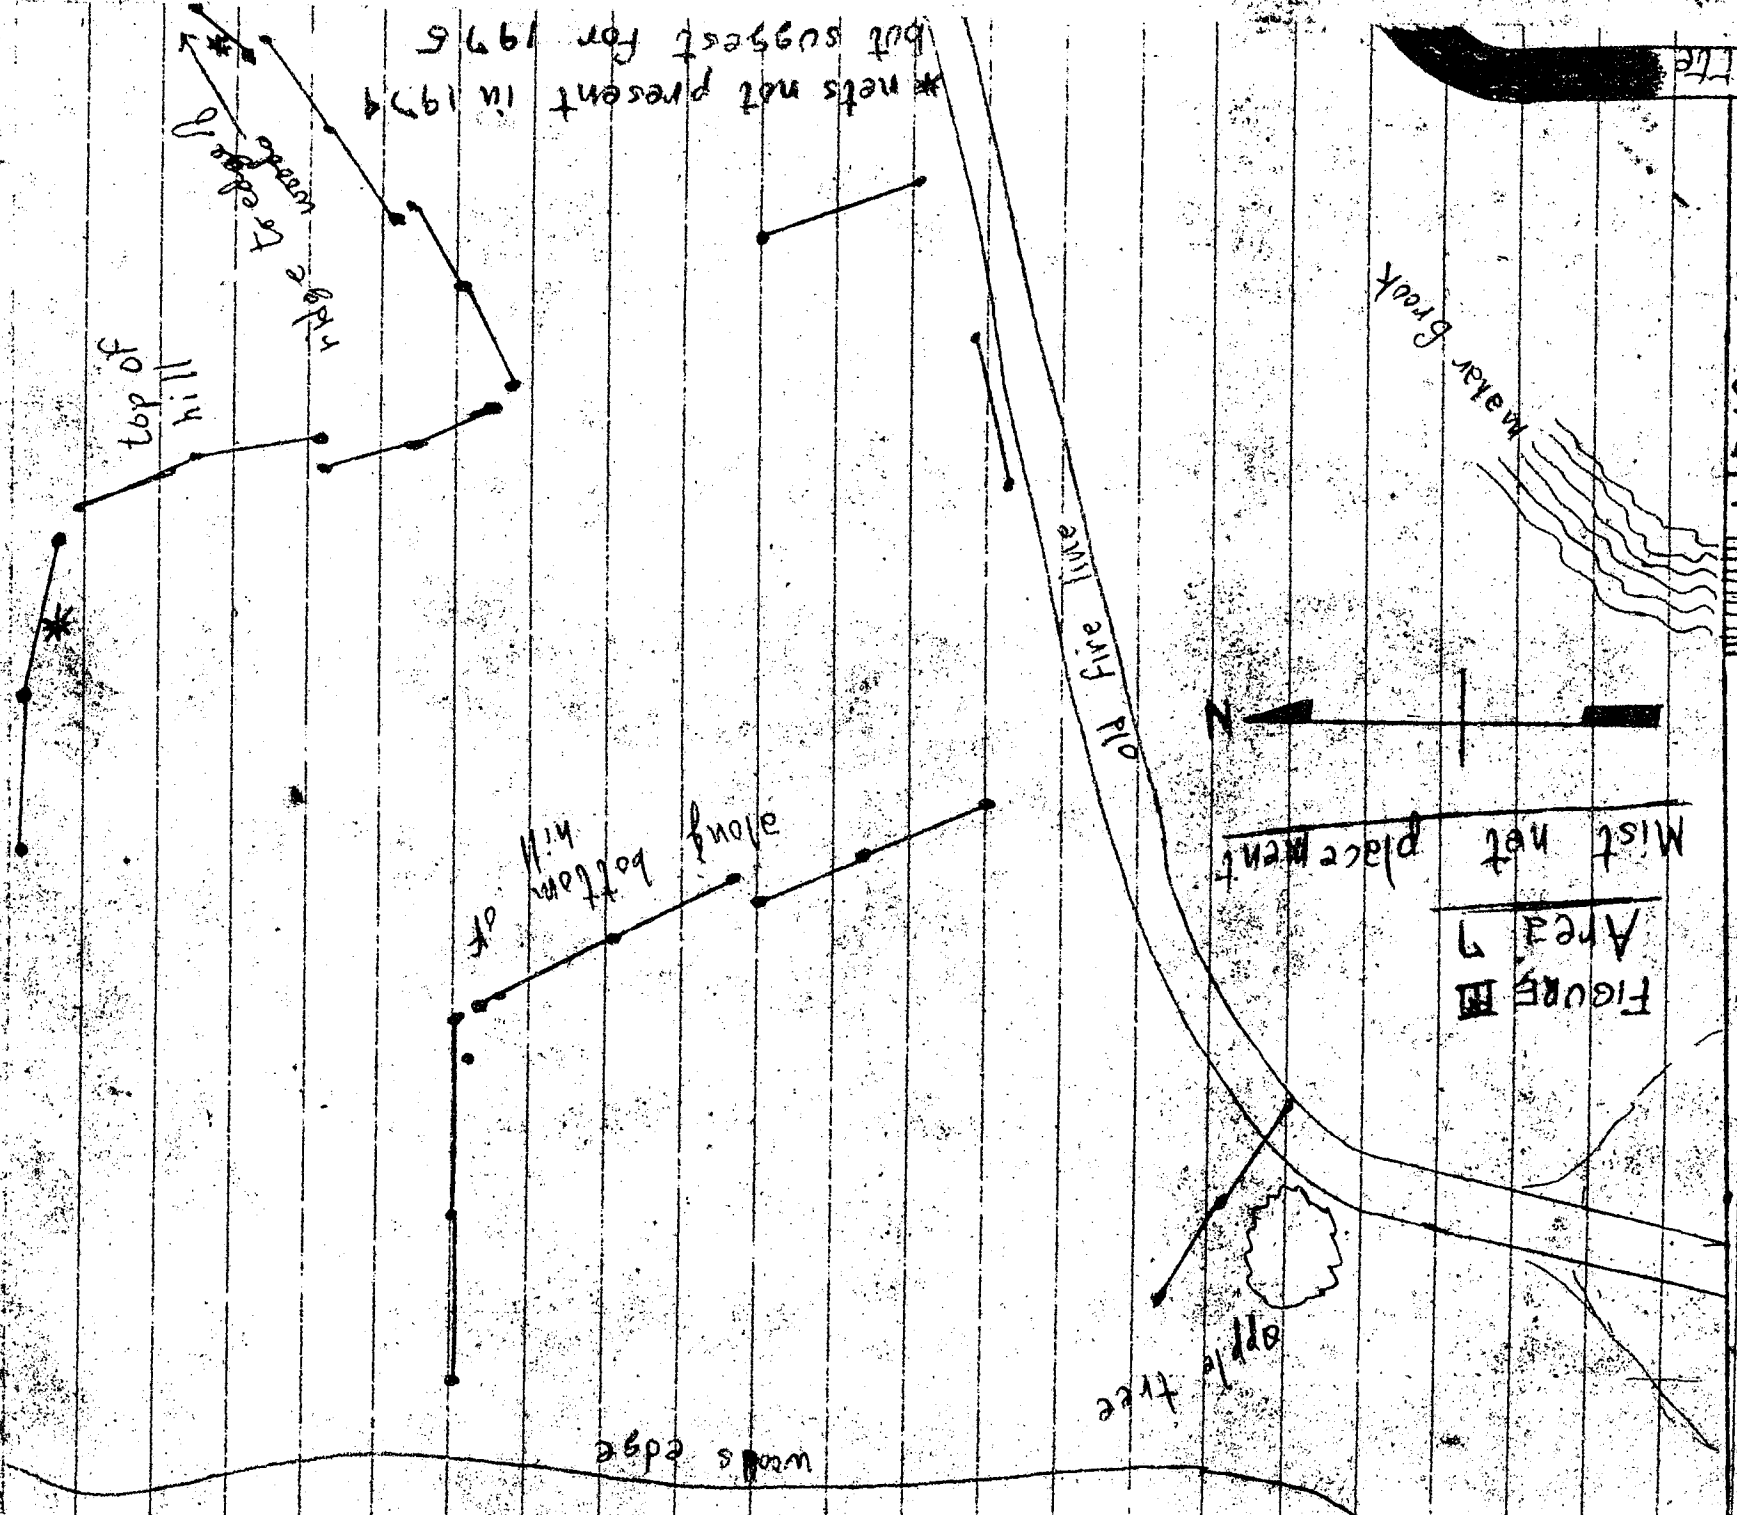 woods edge
apple tree
FIGURE III
Area 7
Mist net placement
N
along
bottom
of
hill
old fire line
Brook
top of
hill
ridge to edge of
woods
* nets not present in 1974
but suggest for 1975
*
*